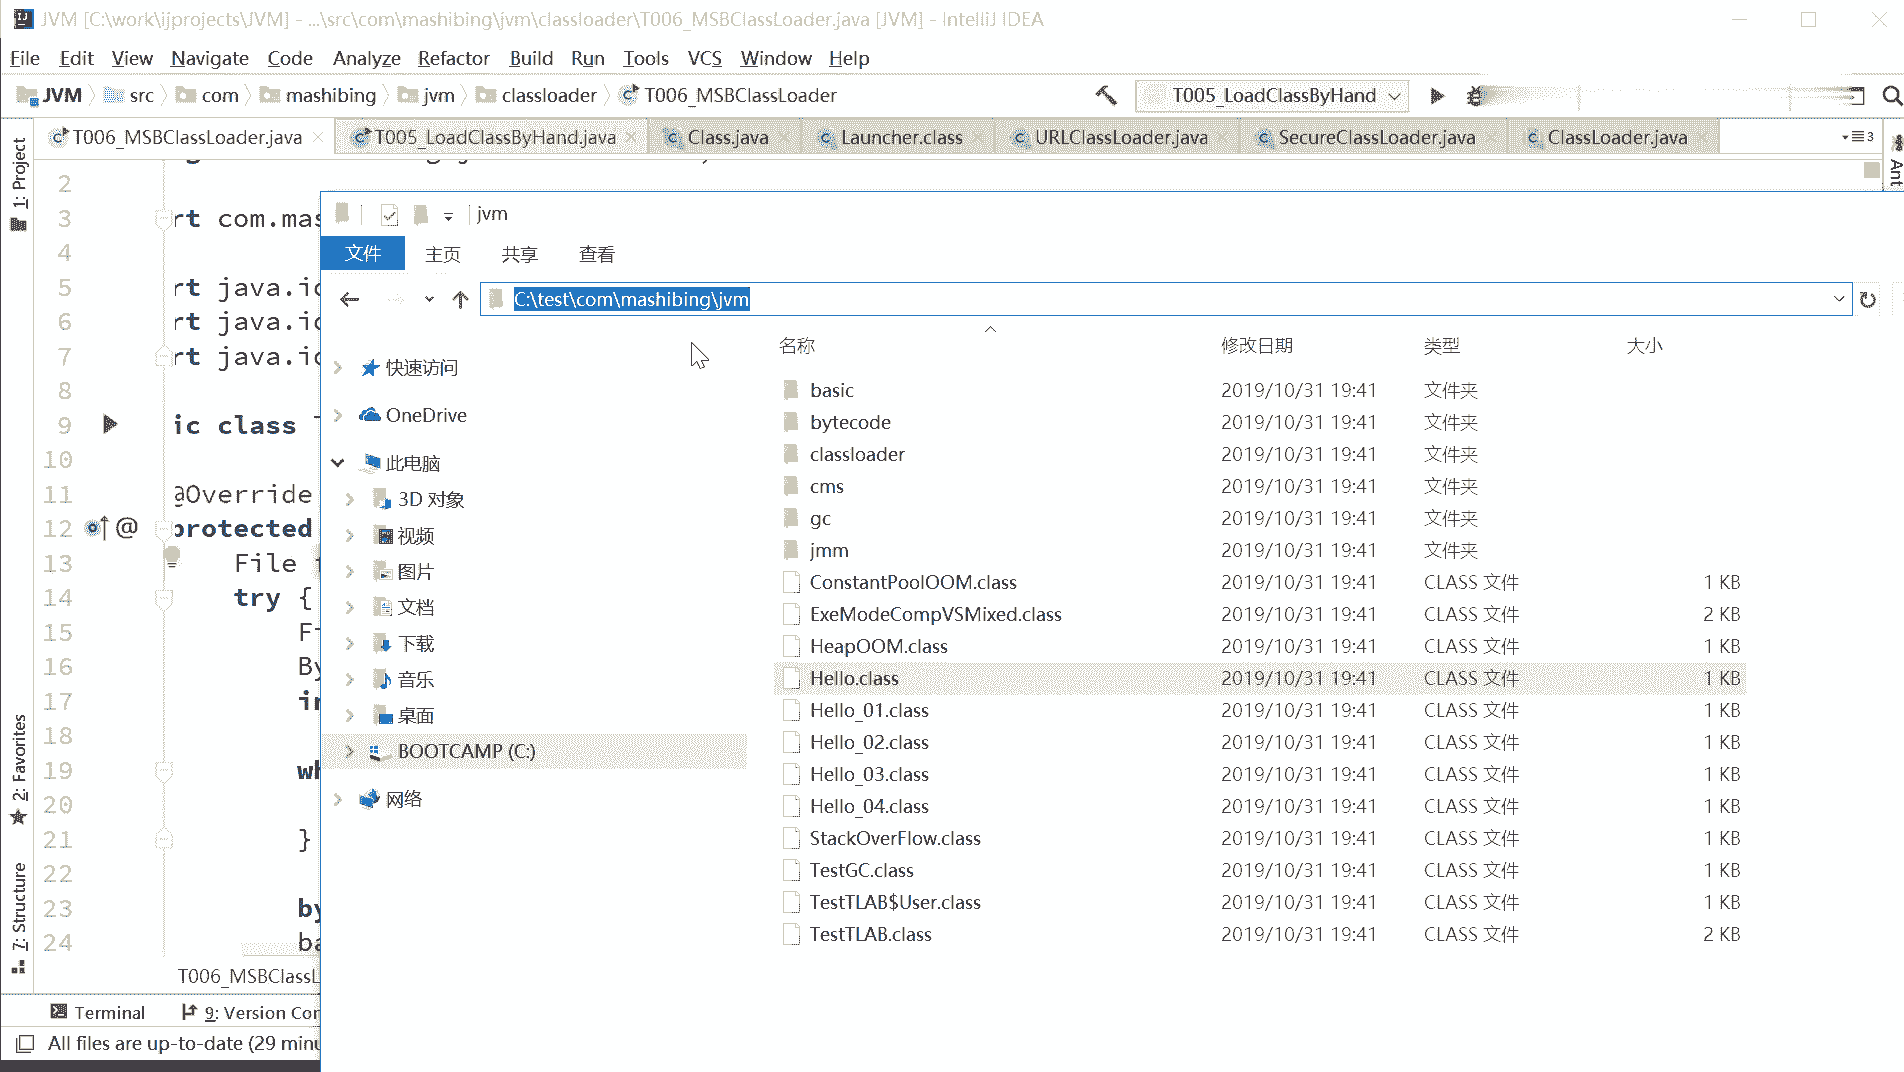 JVM [C:\work\ijprojects\JVM] - ...\src\com\mashibing\jvm\classloader\T006_MSBClassLoader.java [JVM] - IntelliJ IDEA
File Edit View Navigate Code Analyze Refactor Build Run Tools VCS Window Help
JVM src com mashibing jvm classloader T006_MSBClassLoader T005_LoadClassByHand
T006_MSBClassLoader.java T005_LoadClassByHand.java Class.java Launcher.class URLClassLoader.java SecureClassLoader.java ClassLoader.java 3
1: Project
Ant
2: Favorites
7: Structure
2
3 rt com.mas
4
5 rt java.io
6 rt java.io
7 rt java.io
8
9 ic class
10
11 @Override
12 @ protected
13 File
14 try {
15 F
16 By
17 in
18
19 wh
20
21 }
22
23 by
24 ba
T006_MSBClassL
Terminal 9: Version Con
All files are up-to-date (29 minu
jvm
文件 主页 共享 查看
C:\test\com\mashibing\jvm
快速访问
OneDrive
此电脑
3D 对象
视频
图片
文档
下载
音乐
桌面
BOOTCAMP (C:)
网络
名称 修改日期 类型 大小
basic 2019/10/31 19:41 文件夹
bytecode 2019/10/31 19:41 文件夹
classloader 2019/10/31 19:41 文件夹
cms 2019/10/31 19:41 文件夹
gc 2019/10/31 19:41 文件夹
jmm 2019/10/31 19:41 文件夹
ConstantPoolOOM.class 2019/10/31 19:41 CLASS 文件 1 KB
ExeModeCompVSMixed.class 2019/10/31 19:41 CLASS 文件 2 KB
HeapOOM.class 2019/10/31 19:41 CLASS 文件 1 KB
Hello.class 2019/10/31 19:41 CLASS 文件 1 KB
Hello_01.class 2019/10/31 19:41 CLASS 文件 1 KB
Hello_02.class 2019/10/31 19:41 CLASS 文件 1 KB
Hello_03.class 2019/10/31 19:41 CLASS 文件 1 KB
Hello_04.class 2019/10/31 19:41 CLASS 文件 1 KB
StackOverFlow.class 2019/10/31 19:41 CLASS 文件 1 KB
TestGC.class 2019/10/31 19:41 CLASS 文件 1 KB
TestTLAB$User.class 2019/10/31 19:41 CLASS 文件 1 KB
TestTLAB.class 2019/10/31 19:41 CLASS 文件 2 KB